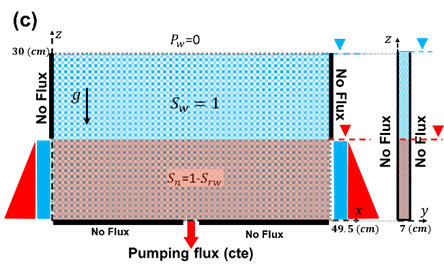 (c)
z
P_w=0
z
30 (cm)
No Flux
g
S_w = 1
No Flux
No Flux
No Flux
S_n=1-S_rw
No Flux
No Flux
x
y
49.5 (cm)
7 (cm)
Pumping flux (cte)